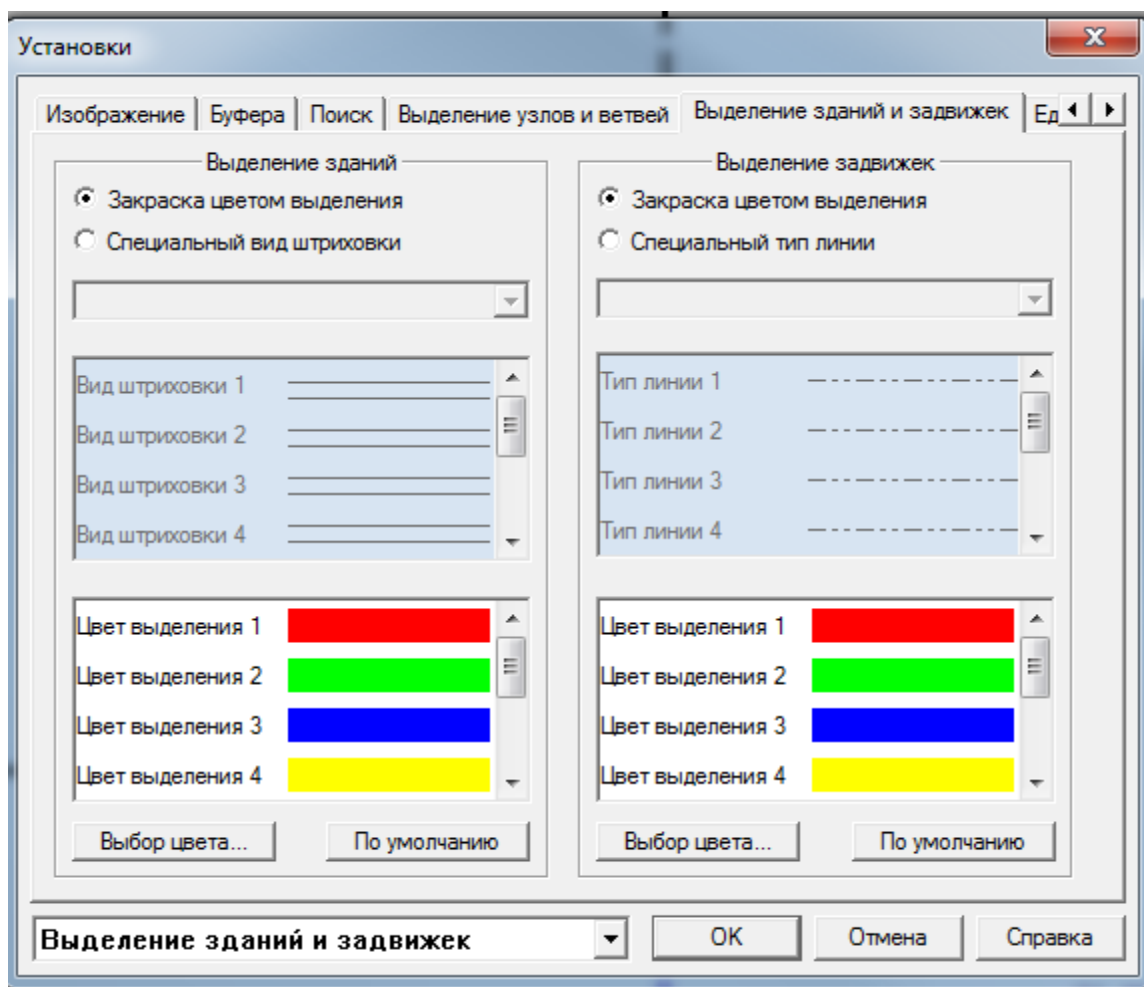 Установки
Изображение Буфера Поиск Выделение узлов и ветвей Выделение зданий и задвижек Ед
Выделение зданий
Закраска цветом выделения
Специальный вид штриховки
Вид штриховки 1
Вид штриховки 2
Вид штриховки 3
Вид штриховки 4
Цвет выделения 1
Цвет выделения 2
Цвет выделения 3
Цвет выделения 4
Выбор цвета... По умолчанию
Выделение задвижек
Закраска цветом выделения
Специальный тип линии
Тип линии 1
Тип линии 2
Тип линии 3
Тип линии 4
Цвет выделения 1
Цвет выделения 2
Цвет выделения 3
Цвет выделения 4
Выбор цвета... По умолчанию
Выделение зданий и задвижек
OK Отмена Справка